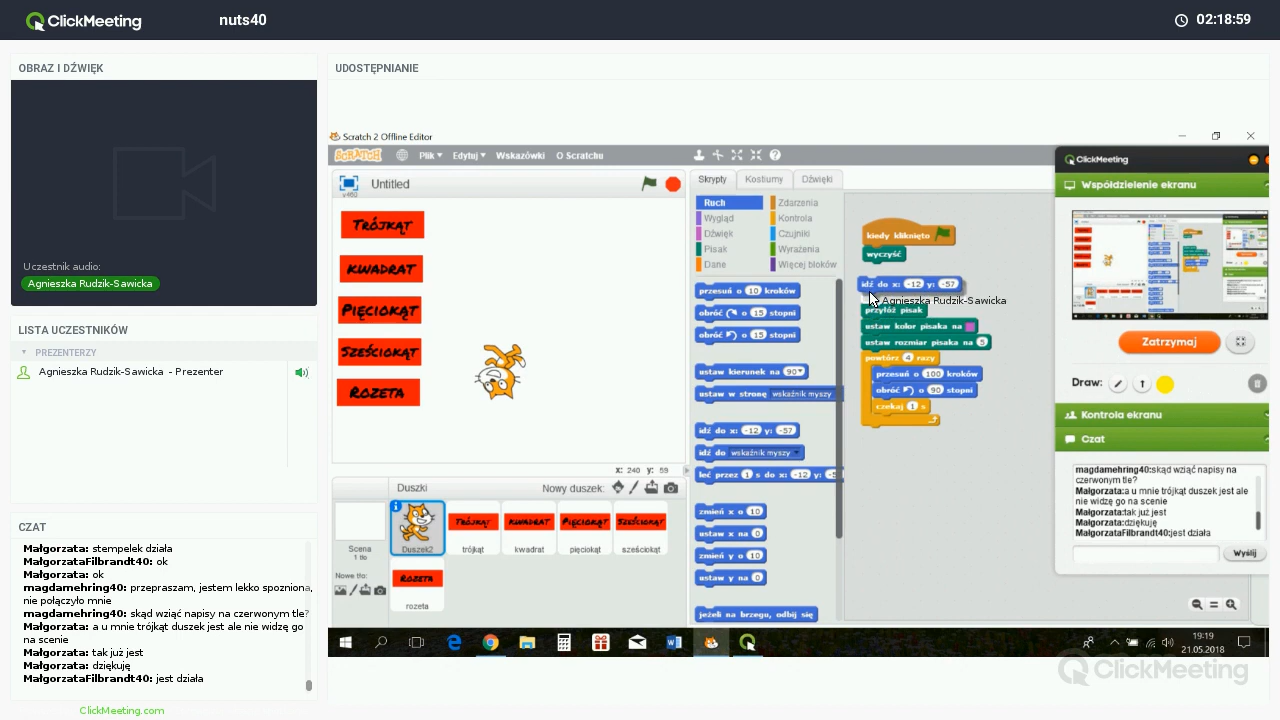 ClickMeeting
nuts40
02:18:59
OBRAZ I DŹWIĘK
Uczestnik audio:
Agnieszka Rudzik-Sawicka
LISTA UCZESTNIKÓW
PREZENTERZY
Agnieszka Rudzik-Sawicka - Prezenter
CZAT
Małgorzata: stempelek działa
MałgorzataFilbrandt40: ok
Małgorzata: ok
magdamehring40: przepraszam, jestem lekko spozniona,
nie połączyło mnie
magdamehring40: skąd wziąć napisy na czerwonym tle?
Małgorzata: a u mnie trójkąt duszek jest ale nie widzę go
na scenie
Małgorzata: tak już jest
Małgorzata: dziękuję
MałgorzataFilbrandt40: jest działa
ClickMeeting.com
UDOSTĘPNIANIE
Scratch 2 Offline Editor
SCRATCH
Plik
Edytuj
Wskazówki
O Scratchu
Untitled
v460
TRÓJKĄT
KWADRAT
PIĘCIOKĄT
SZEŚCIOKĄT
ROZETA
x: 240 y: 59
Duszki
Nowy duszek:
Scena
1 tło
Nowe tło:
Duszek2
TRÓJKĄT
trójkąt
KWADRAT
kwadrat
PIĘCIOKĄT
pięciokąt
SZEŚCIOKĄT
sześciokąt
ROZETA
rozeta
Skrypty
Kostiumy
Dźwięki
Ruch
Zdarzenia
Wygląd
Kontrola
Dźwięk
Czujniki
Pisak
Wyrażenia
Dane
Więcej bloków
przesuń o 10 kroków
obróć o 15 stopni
obróć o 15 stopni
ustaw kierunek na 90
ustaw w stronę wskaźnik myszy
idź do x: -12 y: -57
idź do wskaźnik myszy
leć przez 1 s do x: -12 y:
zmień x o 10
ustaw x na 0
zmień y o 10
ustaw y na 0
jeżeli na brzegu, odbij się
kiedy kliknięto
wyczyść
idź do x: -12 y: -57
Agnieszka Rudzik-Sawicka
przyłóż pisak
ustaw kolor pisaka na
ustaw rozmiar pisaka na 5
powtórz 4 razy
przesuń o 100 kroków
obróć o 90 stopni
czekaj 1 s
ClickMeeting
Współdzielenie ekranu
Zatrzymaj
Draw:
Kontrola ekranu
Czat
magdamehring40:skąd wziąć napisy na
czerwonym tle?
Małgorzata:a u mnie trójkąt duszek jest ale
nie widzę go na scenie
Małgorzata:tak już jest
Małgorzata:dziękuję
MałgorzataFilbrandt40:jest działa
Wyślij
19:19
21.05.2018
ClickMeeting